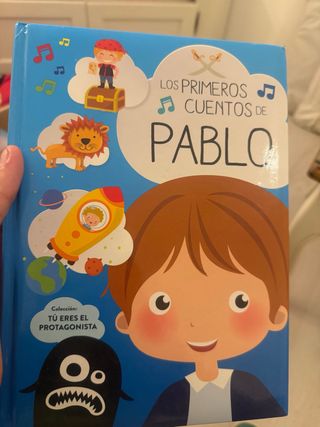 LOS PRIMEROS
CUENTOS DE
PABLO
Colección:
TÚ ERES EL
PROTAGONISTA